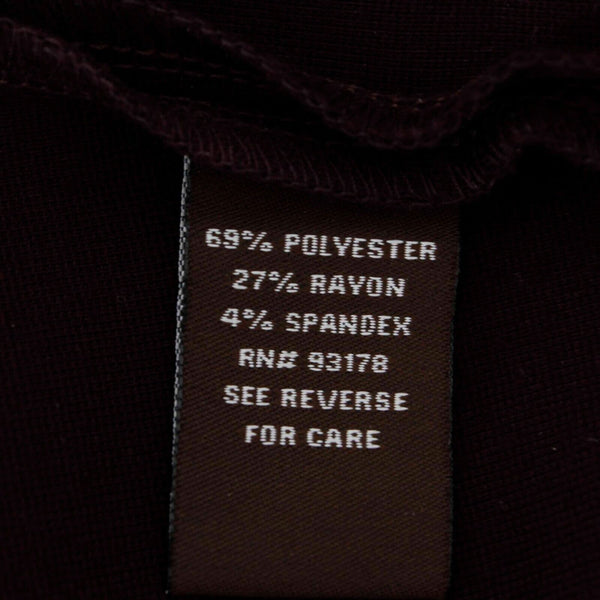 69% POLYESTER
27% RAYON
4% SPANDEX
RN# 93178
SEE REVERSE
FOR CARE